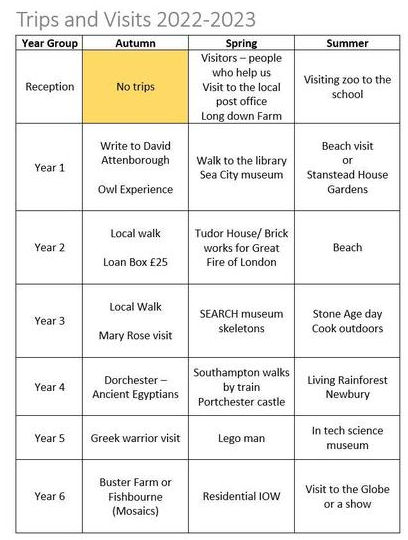 Trips and Visits 2022-2023
Year Group Autumn Spring Summer
Reception
No trips
Visitors – people
who help us
Visit to the local
post office
Long down Farm
Visiting zoo to the
school
Year 1
Write to David
Attenborough
Owl Experience
Walk to the library
Sea City museum
Beach visit
or
Stanstead House
Gardens
Year 2
Local walk
Loan Box £25
Tudor House/ Brick
works for Great
Fire of London
Beach
Year 3
Local Walk
Mary Rose visit
SEARCH museum
skeletons
Stone Age day
Cook outdoors
Year 4
Dorchester –
Ancient Egyptians
Southampton walks
by train
Portchester castle
Living Rainforest
Newbury
Year 5
Greek warrior visit
Lego man
In tech science
museum
Year 6
Buster Farm or
Fishbourne
(Mosaics)
Residential IOW
Visit to the Globe
or a show